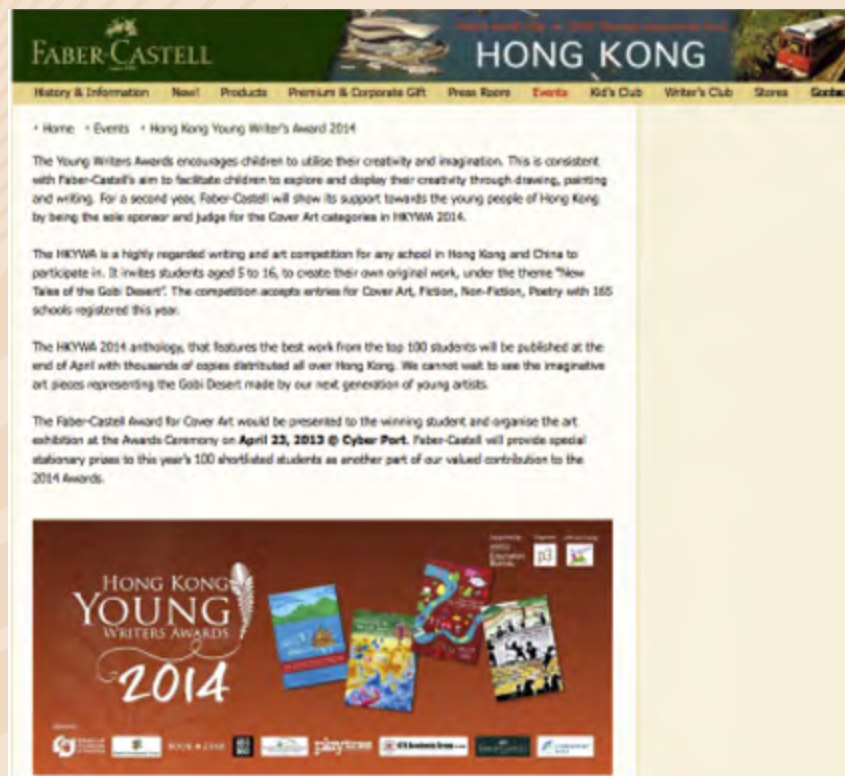 FABER-CASTELL
HONG KONG
History & Information New! Products Premium & Corporate Gift Press Room Events Kid's Club Writer's Club Stores
• Home • Events • Hong Kong Young Writer's Award 2014
The Young Writers Awards encourages children to utilise their creativity and imagination. This is consistent
with Faber-Castell's aim to facilitate children to explore and display their creativity through drawing, painting
and writing. For a second year, Faber-Castell will show its support towards the young people of Hong Kong
by being the sole sponsor and judge for the Cover Art categories in HKYWA 2014.
The HKYWA is a highly regarded writing and art competition for any school in Hong Kong and China to
participate in. It invites students aged 5 to 16, to create their own original work, under the theme "New
Tales of the Gobi Desert". The competition accepts entries for Cover Art, Fiction, Non-Fiction, Poetry with 165
schools registered this year.
The HKYWA 2014 anthology, that features the best work from the top 100 students will be published at the
end of April with thousands of copies distributed all over Hong Kong. We cannot wait to see the imaginative
art pieces representing the Gobi Desert made by our next generation of young artists.
The Faber-Castell Award for Cover Art would be presented to the winning student and organise the art
exhibition at the Awards Ceremony on April 23, 2013 @ Cyber Port. Faber-Castell will provide special
stationary prizes to this year's 100 shortlisted students as another part of our valued contribution to the
2014 Awards.
p3
HONG KONG
YOUNG
WRITERS AWARDS
2014
playtimes